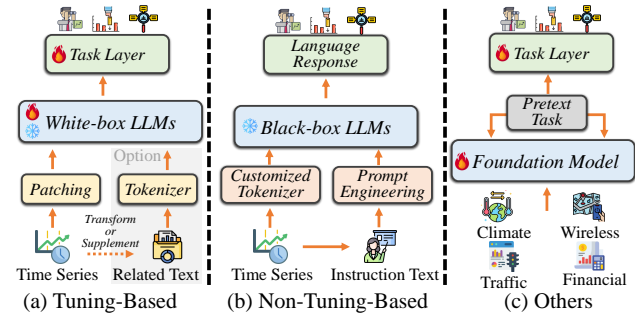 Task Layer
White-box LLMs
Option
Patching
Tokenizer
Transform
or
Supplement
Time Series
Related Text
(a) Tuning-Based
Language
Response
Black-box LLMs
Customized
Tokenizer
Prompt
Engineering
Time Series
Instruction Text
(b) Non-Tuning-Based
Task Layer
Pretext
Task
Foundation Model
Climate
Wireless
Traffic
Financial
(c) Others